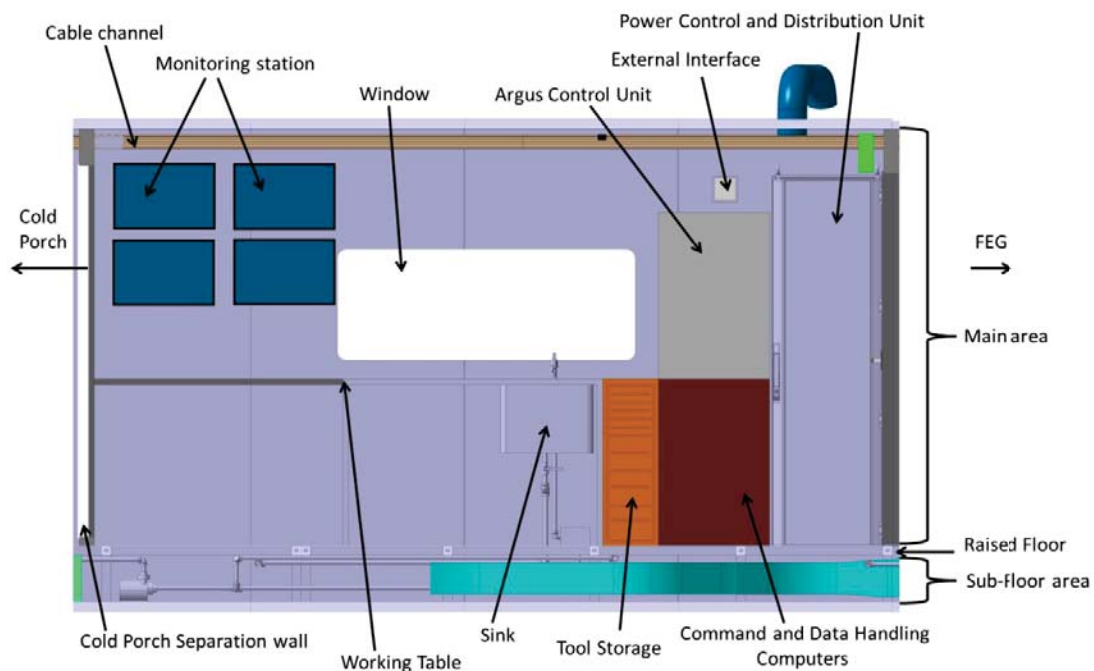 Power Control and Distribution Unit
Cable channel
External Interface
Monitoring station
Window
Argus Control Unit
Cold
Porch
FEG
Main area
Raised Floor
Sub-Floor area
Cold Porch Separation wall
Working Table
Sink
Tool Storage
Command and Data Handling
Computers